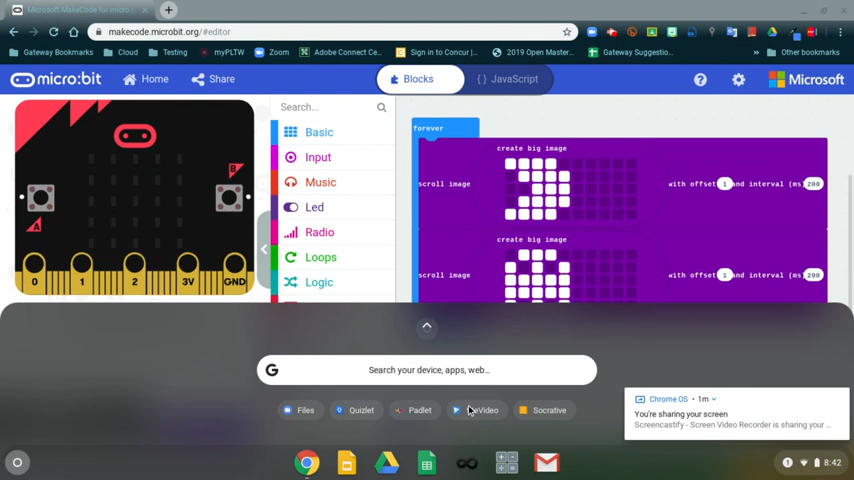 Microsoft MakeCode for micro:b
makecode.microbit.org/#editor
Gateway Bookmarks
Cloud
Testing
myPLTW
Zoom
Adobe Connect Ce...
Sign in to Concur |...
2019 Open Master...
Gateway Suggestio...
»
Other bookmarks
micro:bit
Home
Share
Blocks
{ } JavaScript
?
Microsoft
B
A
0 1 2 3V GND
Search...
Basic
Input
Music
Led
Radio
Loops
Logic
forever
create big image
scroll image
with offset 1 and interval (ms) 200
create big image
scroll image
with offset 1 and interval (ms) 200
G
Search your device, apps, web...
Files
Quizlet
Padlet
Socrative
Chrome OS • 1m
You're sharing your screen
Screencastify - Screen Video Recorder is sharing your ...
1
8:42